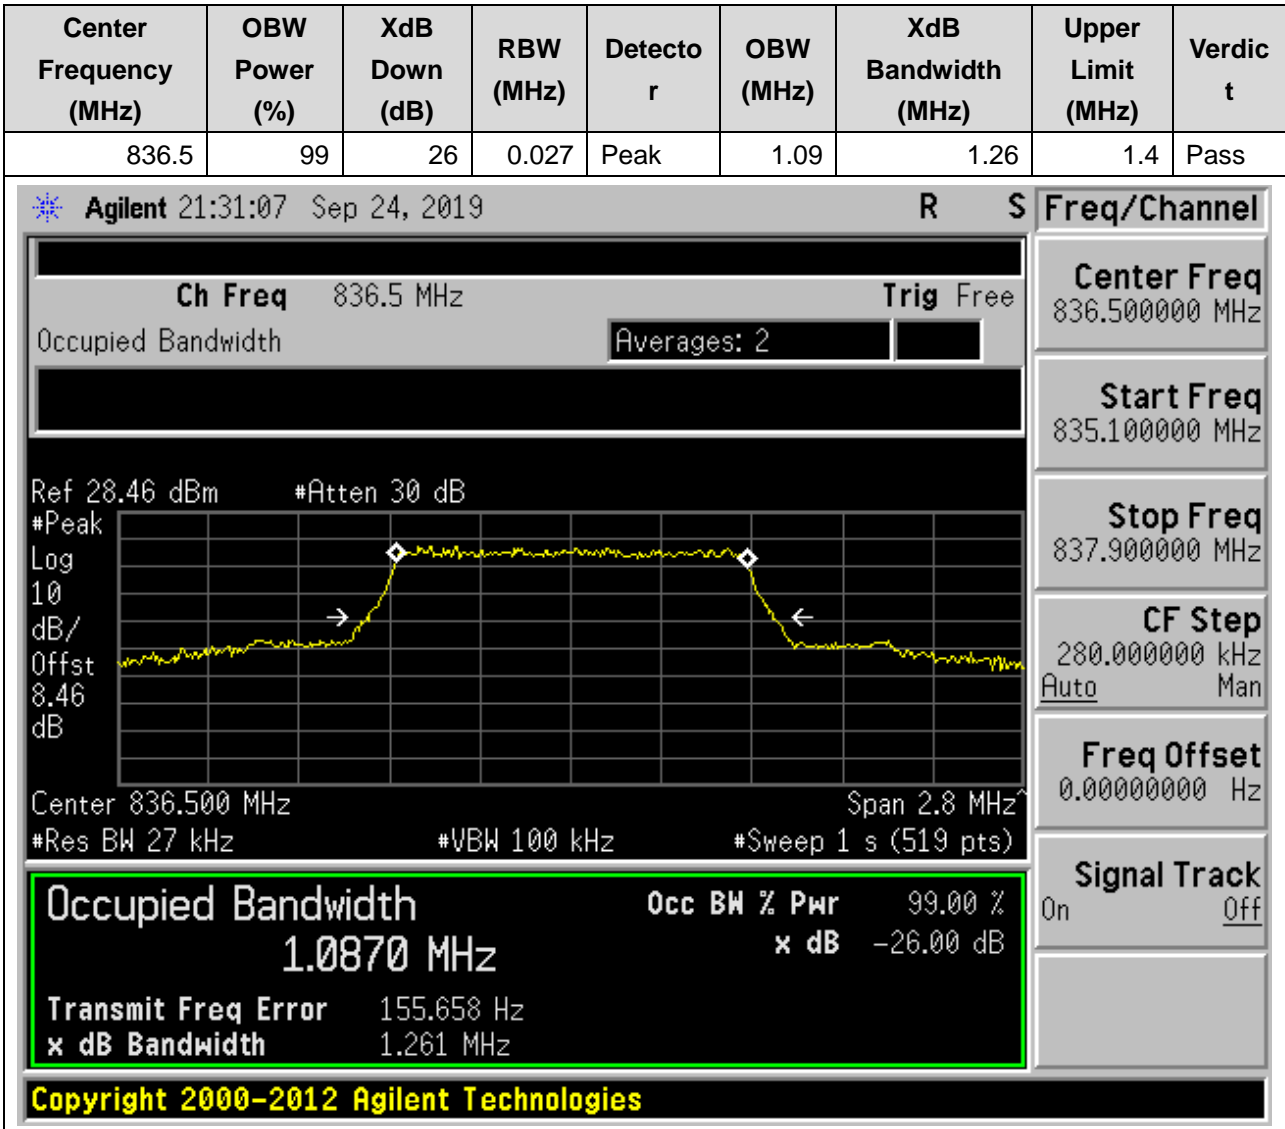 Center Frequency (MHz) OBW Power (%) XdB Down (dB) RBW (MHz) Detecto r OBW (MHz) XdB Bandwidth (MHz) Upper Limit (MHz) Verdic t
836.5 99 26 0.027 Peak 1.09 1.26 1.4 Pass
Agilent 21:31:07 Sep 24, 2019 R S
Ch Freq 836.5 MHz Trig Free
Occupied Bandwidth Averages: 2
Ref 28.46 dBm #Atten 30 dB
#Peak
Log
10
dB/
Offst
8.46
dB
Center 836.500 MHz Span 2.8 MHz^
#Res BW 27 kHz #VBW 100 kHz #Sweep 1 s (519 pts)
Occupied Bandwidth Occ BW % Pwr 99.00 %
1.0870 MHz x dB -26.00 dB
Transmit Freq Error 155.658 Hz
x dB Bandwidth 1.261 MHz
Copyright 2000-2012 Agilent Technologies
Freq/Channel
Center Freq
836.500000 MHz
Start Freq
835.100000 MHz
Stop Freq
837.900000 MHz
CF Step
280.000000 kHz
Auto Man
Freq Offset
0.00000000 Hz
Signal Track
On Off